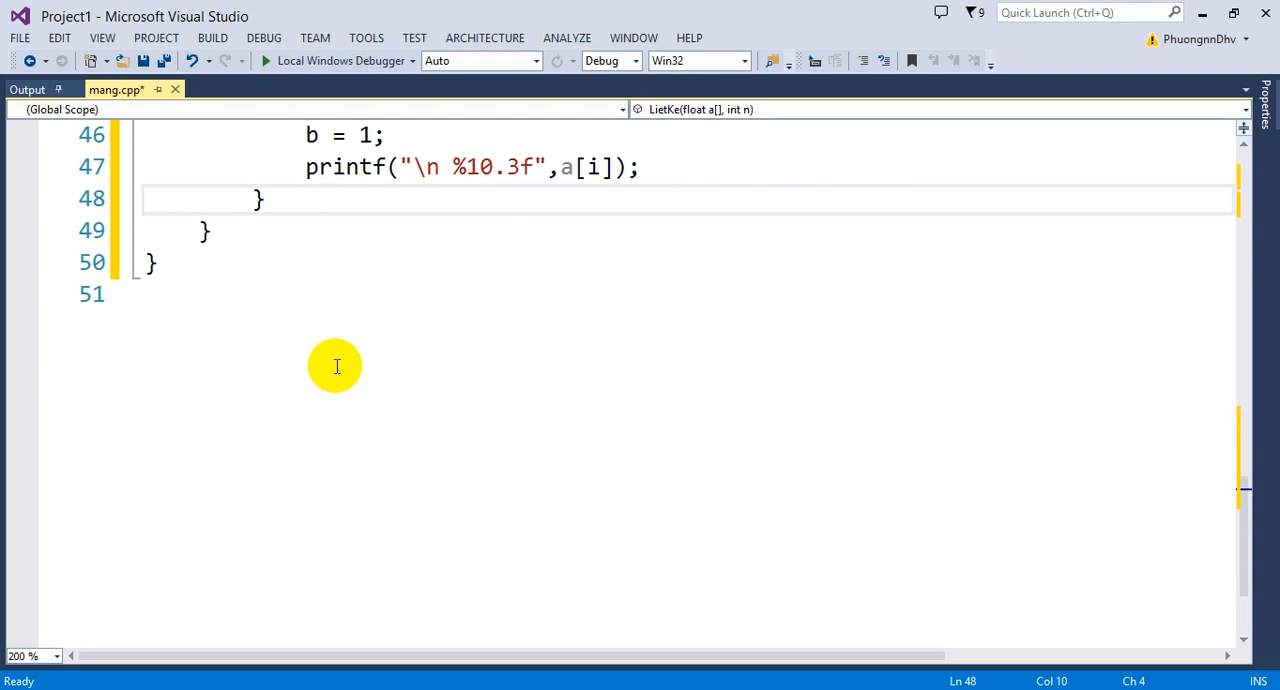 Project1 - Microsoft Visual Studio
9
Quick Launch (Ctrl+Q)
FILE EDIT VIEW PROJECT BUILD DEBUG TEAM TOOLS TEST ARCHITECTURE ANALYZE WINDOW HELP
PhuongnnDhv
Local Windows Debugger Auto Debug Win32
Output mang.cpp*
Properties
(Global Scope) LietKe(float a[], int n)
46 b = 1;
47 printf("\n %10.3f",a[i]);
48 }
49 }
50 }
51
200 %
Ready Ln 48 Col 10 Ch 4 INS